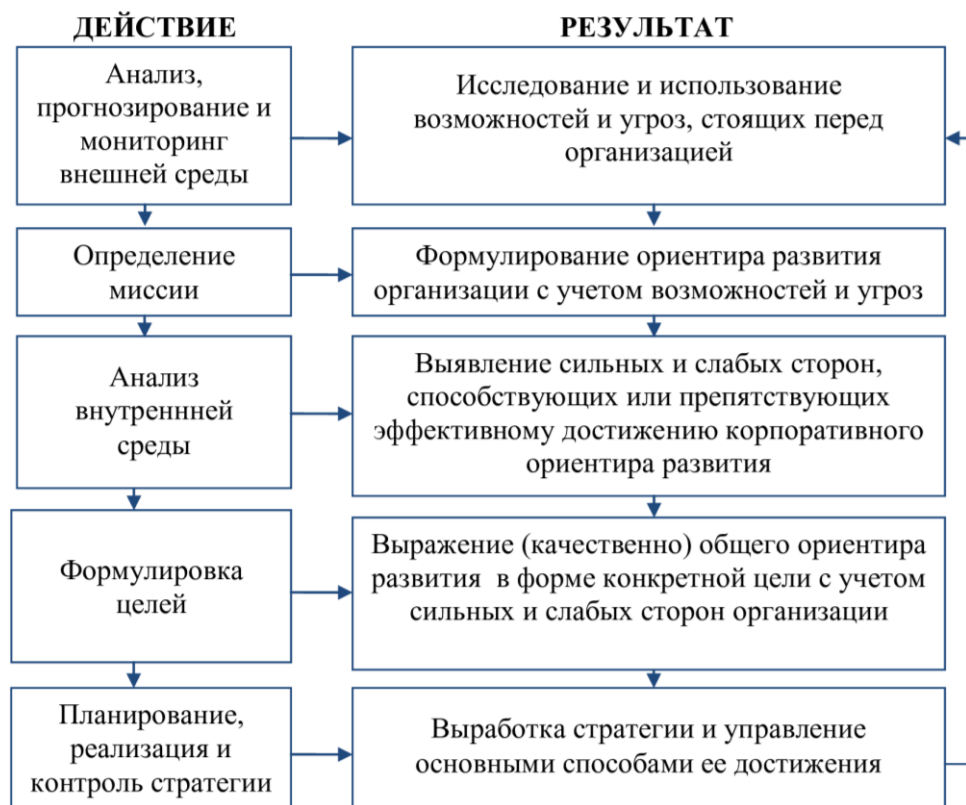 ДЕЙСТВИЕ
РЕЗУЛЬТАТ
Анализ,
прогнозирование и
мониторинг
внешней среды
Исследование и использование
возможностей и угроз, стоящих перед
организацией
Определение
миссии
Формулирование ориентира развития
организации с учетом возможностей и угроз
Анализ
внутреннней
среды
Выявление сильных и слабых сторон,
способствующих или препятствующих
эффективному достижению корпоративного
ориентира развития
Формулировка
целей
Выражение (качественно) общего ориентира
развития в форме конкретной цели с учетом
сильных и слабых сторон организации
Планирование,
реализация и
контроль стратегии
Выработка стратегии и управление
основными способами ее достижения